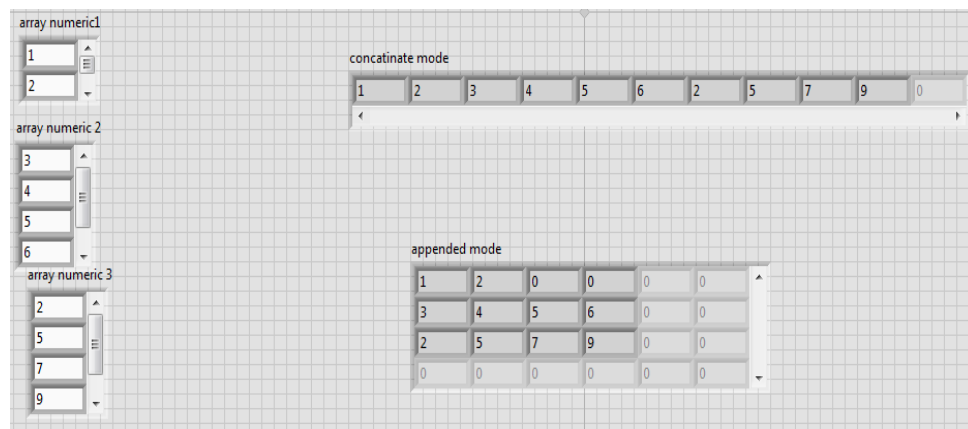 array numeric1
1
2
concatinate mode
1 2 3 4 5 6 2 5 7 9 0
array numeric 2
3
4
5
6
array numeric 3
2
5
7
9
appended mode
1 2 0 0 0 0
3 4 5 6 0 0
2 5 7 9 0 0
0 0 0 0 0 0